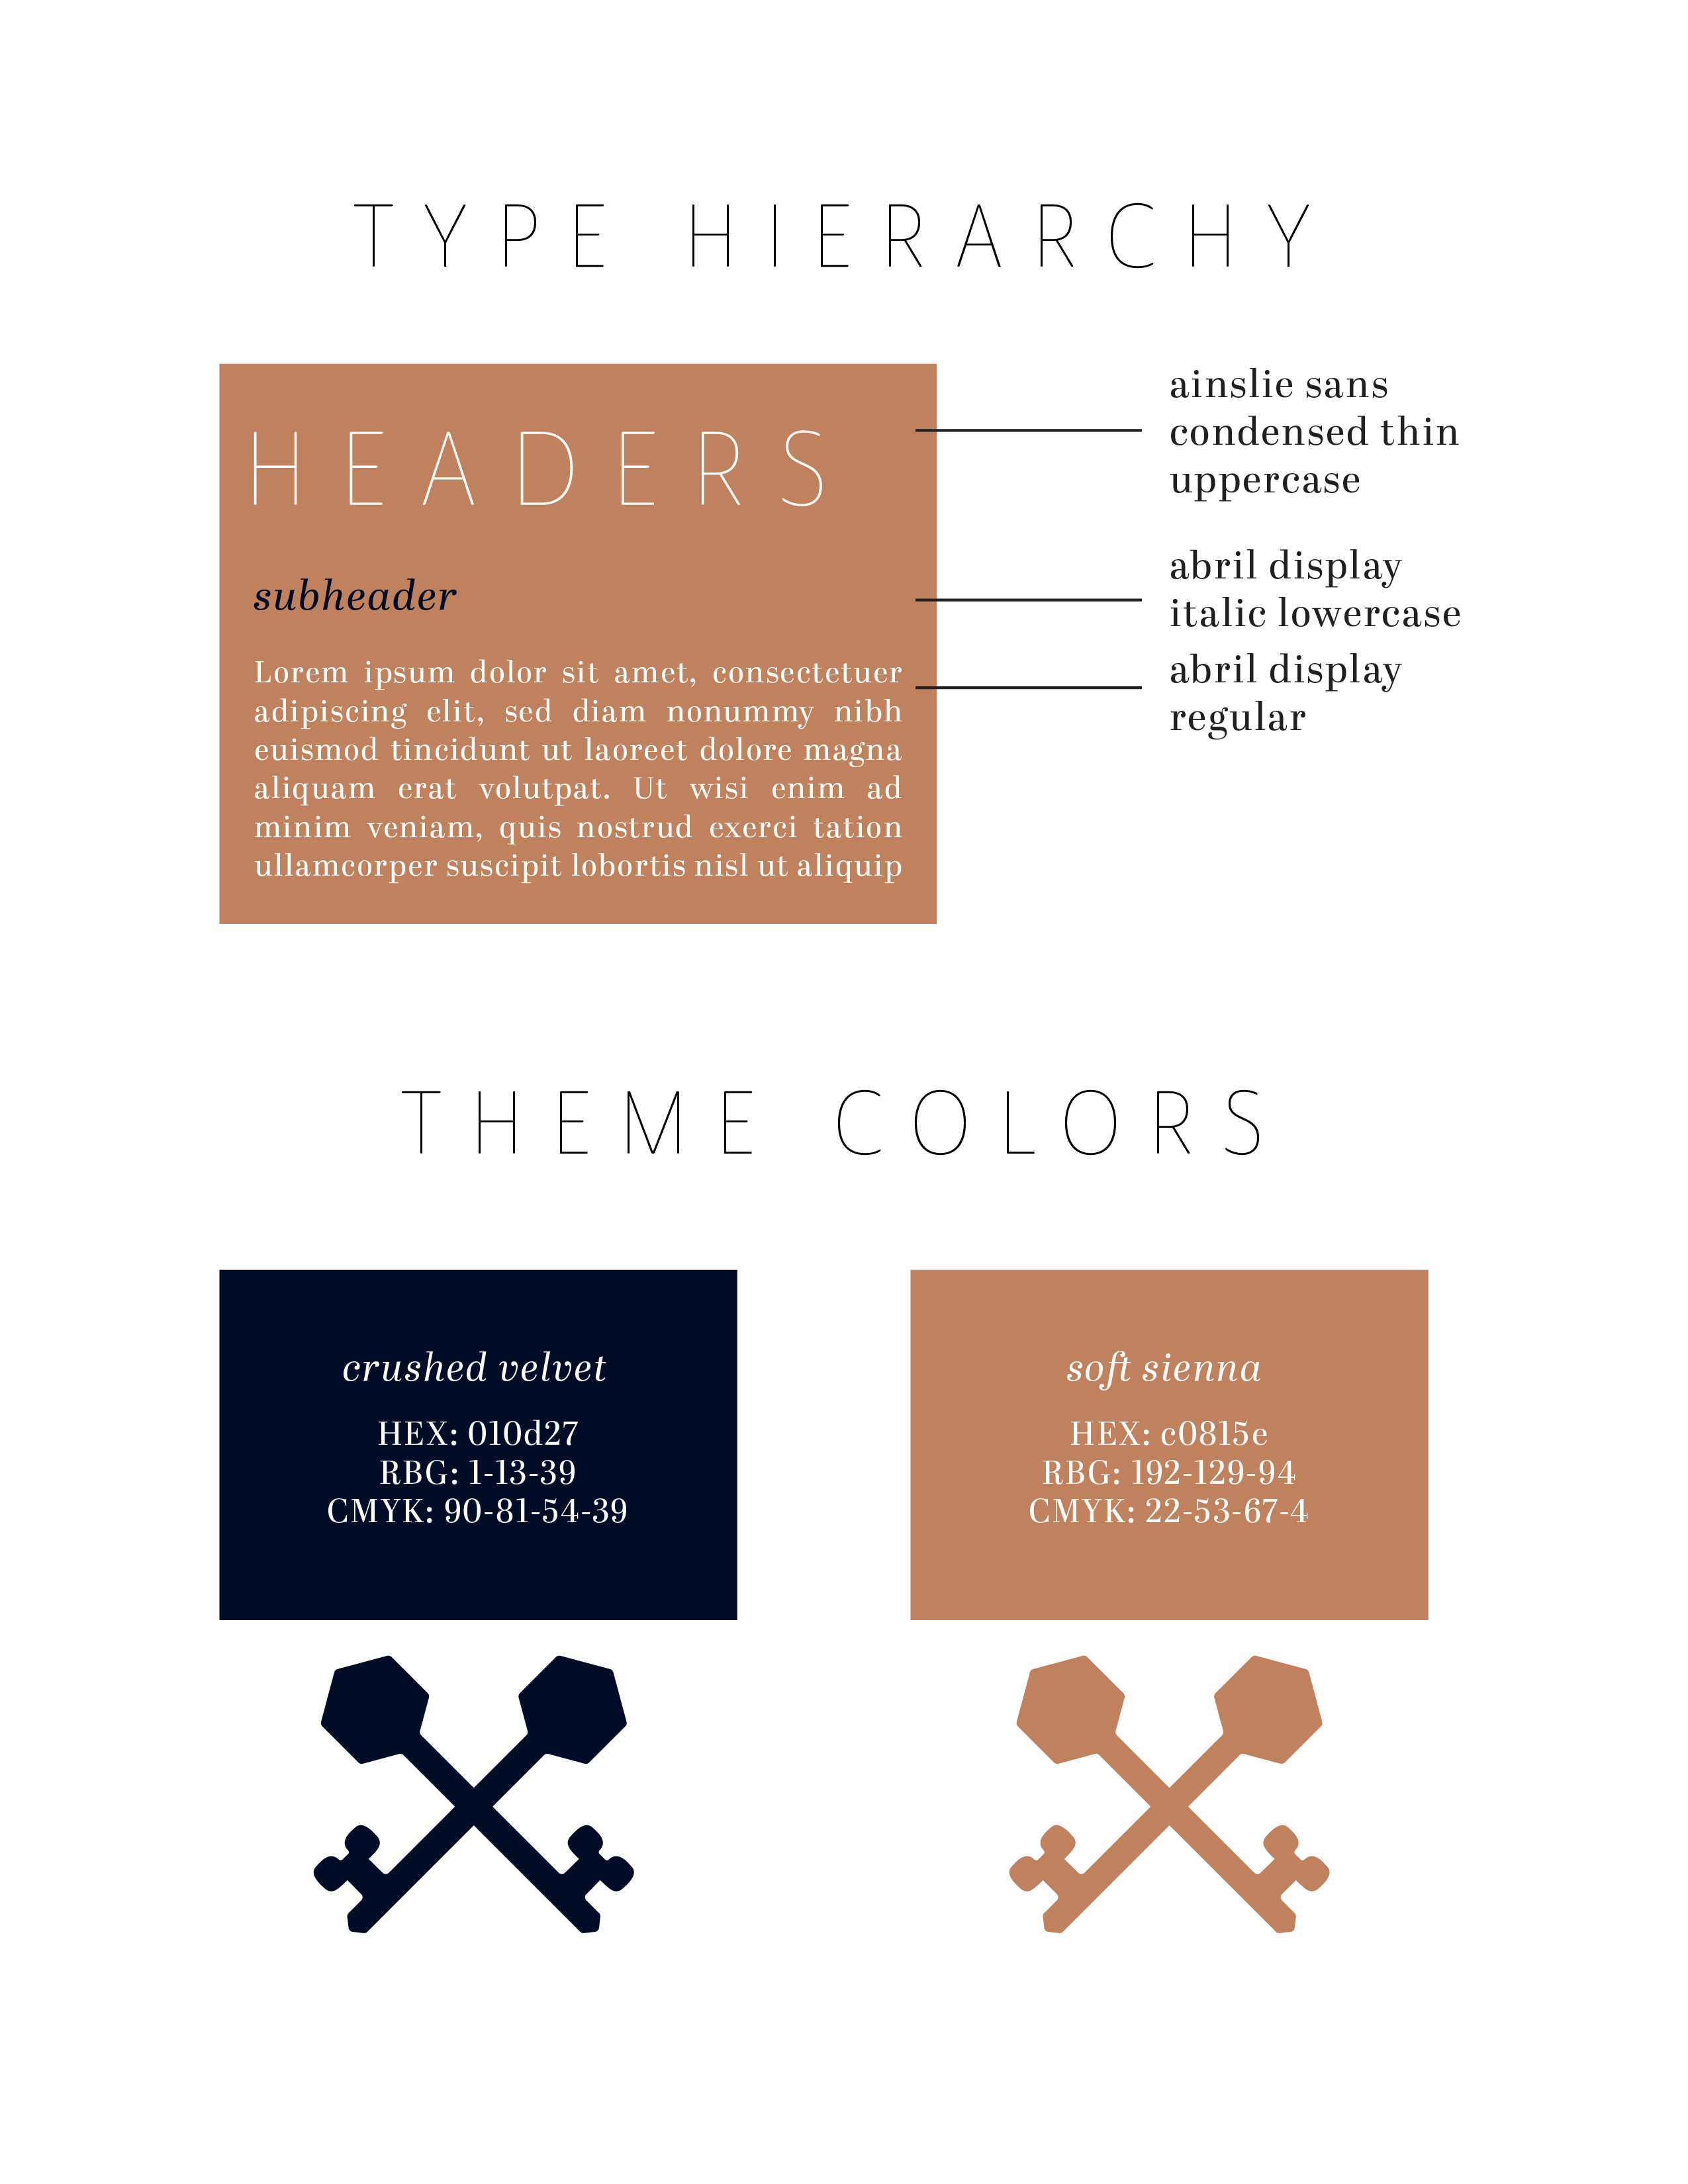 TYPE HIERARCHY
HEADERS
ainslie sans
condensed thin
uppercase
subheader
abril display
italic lowercase
Lorem ipsum dolor sit amet, consectetuer
adipiscing elit, sed diam nonummy nibh
euismod tincidunt ut laoreet dolore magna
aliquam erat volutpat. Ut wisi enim ad
minim veniam, quis nostrud exerci tation
ullamcorper suscipit lobortis nisl ut aliquip
abril display
regular
THEME COLORS
crushed velvet
HEX: 010d27
RBG: 1-13-39
CMYK: 90-81-54-39
soft sienna
HEX: c0815e
RBG: 192-129-94
CMYK: 22-53-67-4